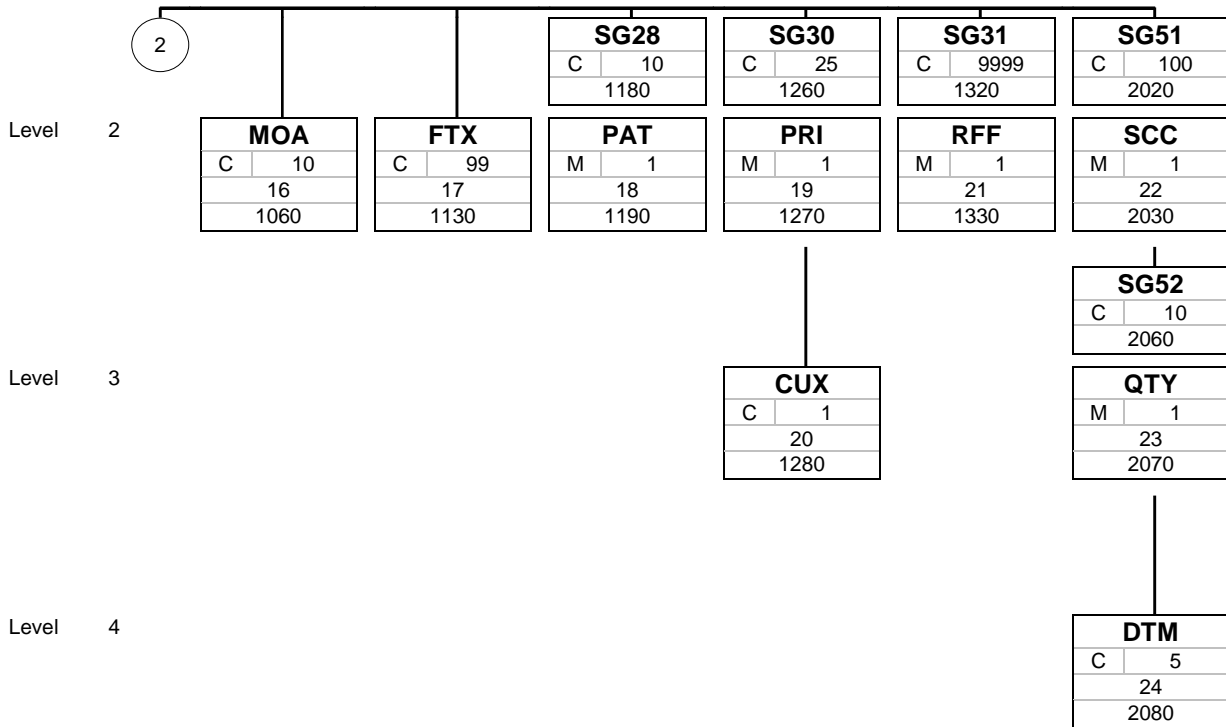 2
SG28 SG30 SG31 SG51
C 10 C 25 C 9999 C 100
1180 1260 1320 2020
Level 2 MOA FTX PAT PRI RFF SCC
C 10 C 99 M 1 M 1 M 1 M 1
16 17 18 19 21 22
1060 1130 1190 1270 1330 2030
SG52
C 10
2060
Level 3 CUX QTY
C 1 M 1
20 23
1280 2070
Level 4 DTM
C 5
24
2080